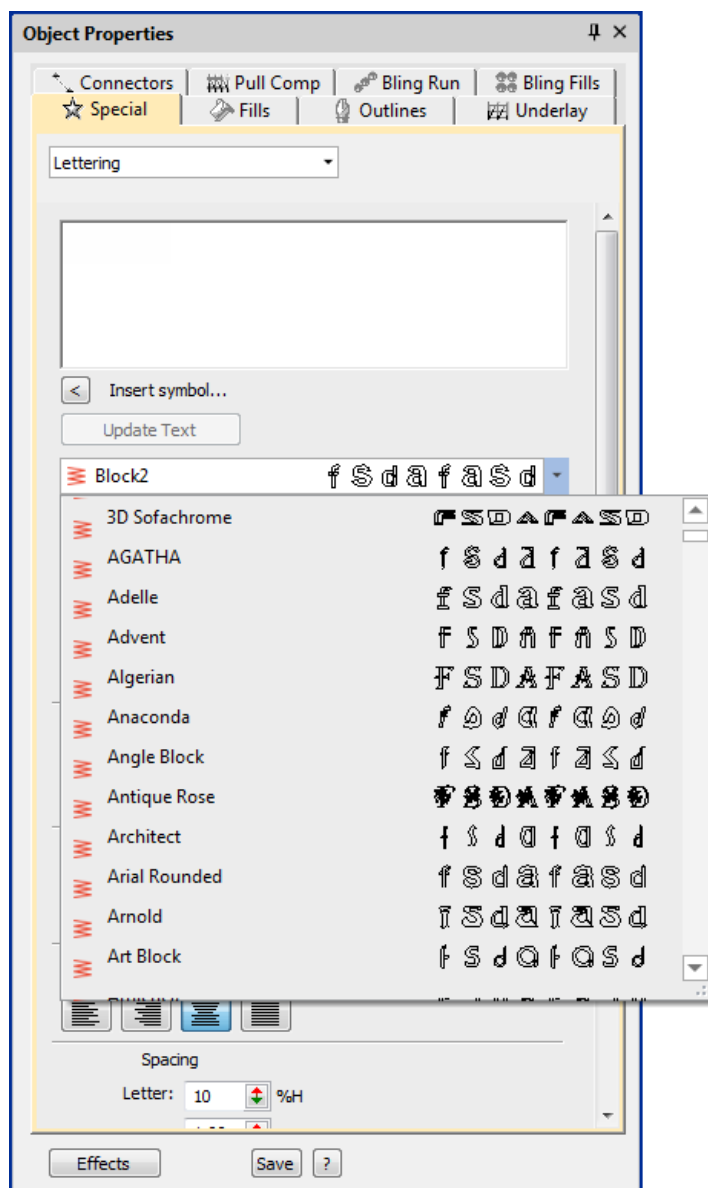 Object Properties
Connectors Pull Comp Bling Run Bling Fills
Special Fills Outlines Underlay
Lettering
< Insert symbol...
Update Text
Block2 f S d a f a S d
3D Sofachrome F S D A F A S D
AGATHA f s d a f a s d
Adelle f S d a f a S d
Advent F S D A F A S D
Algerian F S D A F A S D
Anaconda f s d a f a s d
Angle Block f s d a f a s d
Antique Rose F S D A F A S D
Architect f s d a f a s d
Arial Rounded f s d a f a s d
Arnold f s d a f a s d
Art Block f s d a f a s d
Spacing
Letter: 10 %H
Effects Save ?